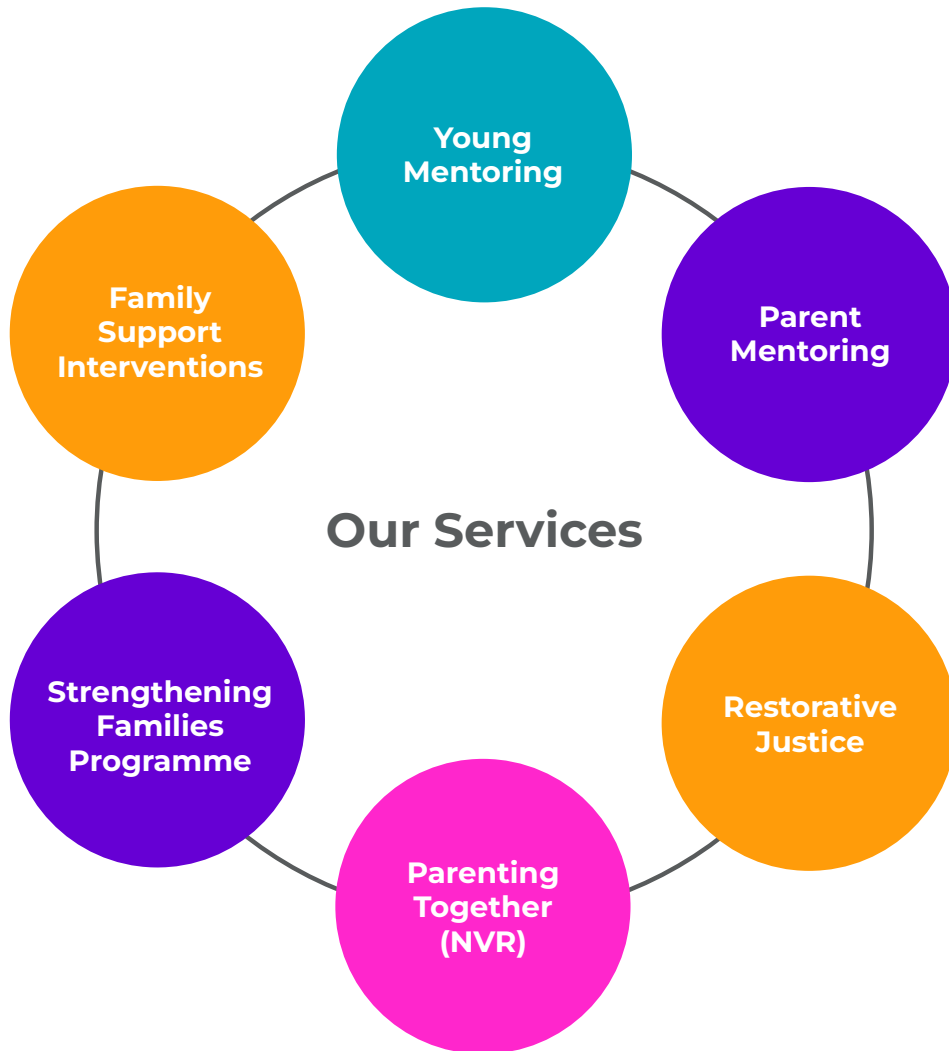 Young
Mentoring
Parent
Mentoring
Restorative
Justice
Parenting
Together
(NVR)
Strengthening
Families
Programme
Family
Support
Interventions
Our Services